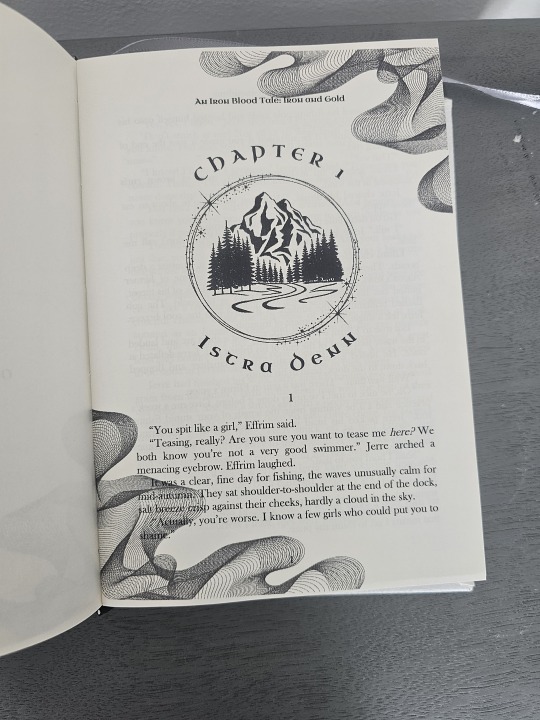 An Iron Blood Tale: Iron and Gold
Chapter 1
Istra Denn
1
“You spit like a girl,” Effrim said.
“Teasing, really? Are you sure you want to tease me here? We
both know you’re not a very good swimmer.” Jerre arched a
menacing eyebrow. Effrim laughed.
It was a clear, fine day for fishing, the waves unusually calm for
mid-autumn. They sat shoulder-to-shoulder at the end of the dock,
salt breeze crisp against their cheeks, hardly a cloud in the sky.
“Actually, you’re worse. I know a few girls who could put you to
shame.”
1